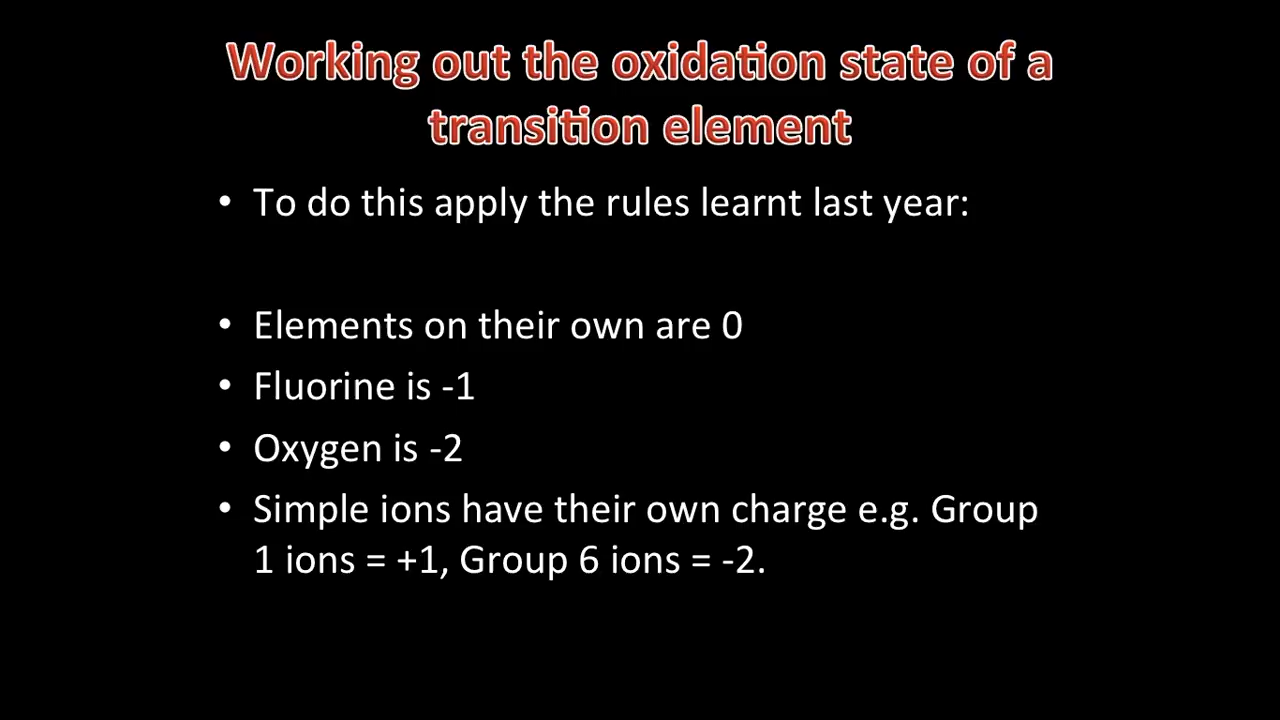 Working out the oxidation state of a
transition element
• To do this apply the rules learnt last year:
• Elements on their own are 0
• Fluorine is -1
• Oxygen is -2
• Simple ions have their own charge e.g. Group
1 ions = +1, Group 6 ions = -2.